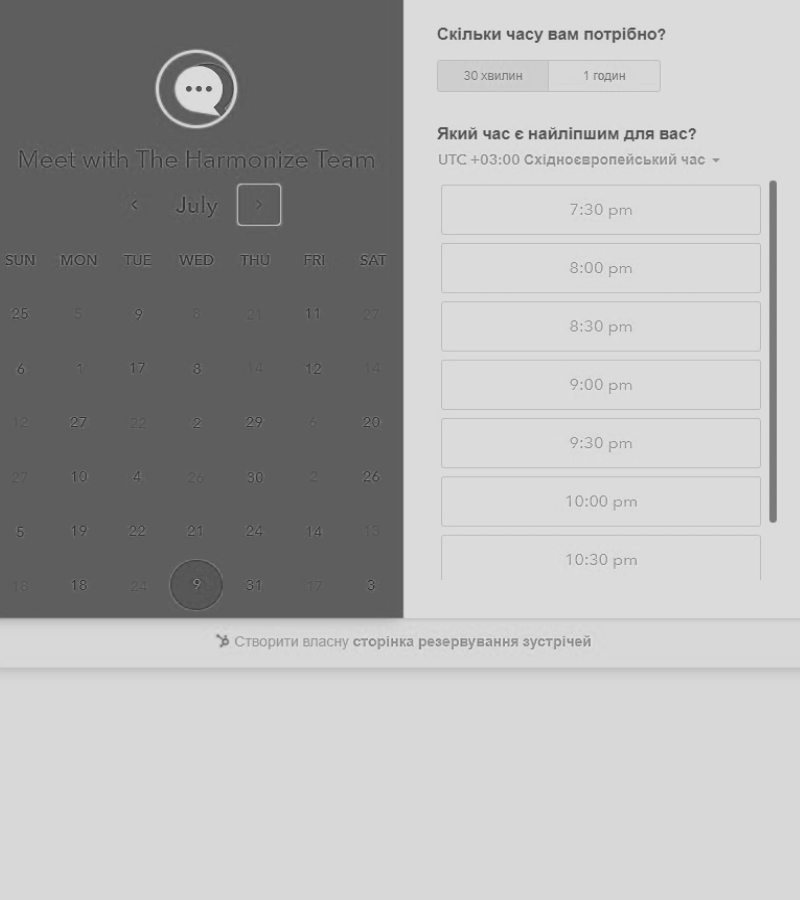 Meet with The Harmonize Team
July
SUN MON TUE WED THU FRI SAT
25 5 9 8 21 11 27
6 1 17 8 14 12 14
12 27 22 2 29 6 20
27 10 4 26 30 2 26
5 19 22 21 24 14 13
18 18 24 9 31 17 3
Скільки часу вам потрібно?
30 хвилин 1 годин
Який час є найліпшим для вас?
UTC +03:00 Східноєвропейський час
7:30 pm
8:00 pm
8:30 pm
9:00 pm
9:30 pm
10:00 pm
10:30 pm
Створити власну сторінка резервування зустрічей